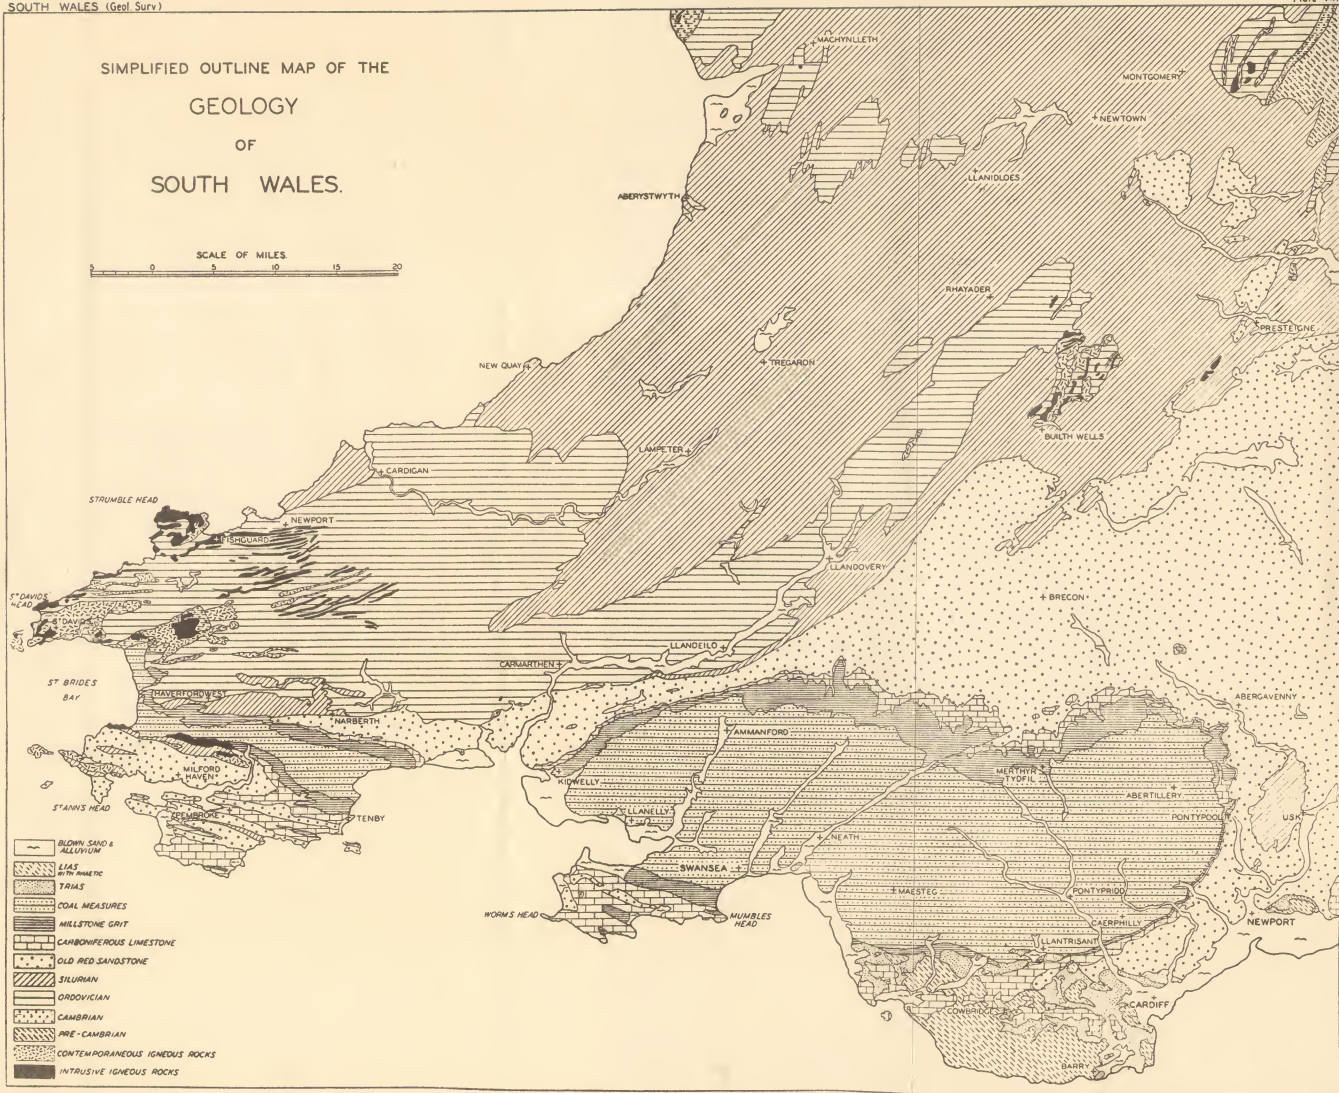 SOUTH WALES (Geol. Surv)
SIMPLIFIED OUTLINE MAP OF THE
GEOLOGY
OF
SOUTH WALES.
SCALE OF MILES.
5 0 5 10 15 20
MACHYNLLETH
MONTGOMERY
NEWTOWN
LLANIDLOES
ABERYSTWYTH
RHAYADER
PRESTEIGNE
NEW QUAY
TREGARON
BUILTH WELLS
LAMPETER
CARDIGAN
STRUMBLE HEAD
NEWPORT
FISHGUARD
LLANDOVERY
ST DAVIDS
HEAD
ST DAVIDS
BRECON
LLANDEILO
CARMARTHEN
ST BRIDES
BAY
HAVERFORDWEST
ABERGAVENNY
NARBERTH
AMMANFORD
MILFORD
HAVEN
KIDWELLY
MERTHYR
TYDFIL
ABERTILLERY
ST ANN'S HEAD
PEMBROKE
TENBY
LLANELLY
PONTYPOOL
USK
NEATH
SWANSEA
MAESTEG
PONTYPRIDD
WORMS HEAD
MUMBLES
HEAD
CAERPHILLY
NEWPORT
LLANTRISANT
CARDIFF
COWBRIDGE
BARRY
BLOWN SAND &
ALLUVIUM
LIAS
WITH RHAETIC
TRIAS
COAL MEASURES
MILLSTONE GRIT
CARBONIFEROUS LIMESTONE
OLD RED SANDSTONE
SILURIAN
ORDOVICIAN
CAMBRIAN
PRE-CAMBRIAN
CONTEMPORANEOUS IGNEOUS ROCKS
INTRUSIVE IGNEOUS ROCKS